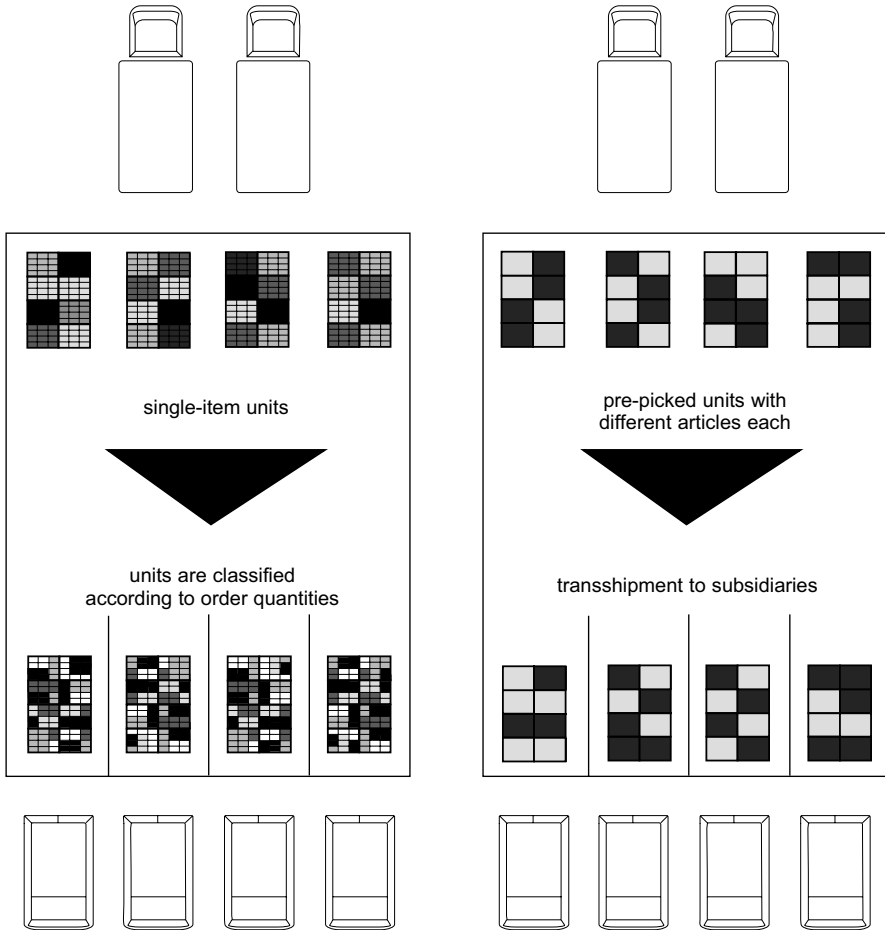 single-item units
pre-picked units with
different articles each
units are classified
according to order quantities
transshipment to subsidiaries